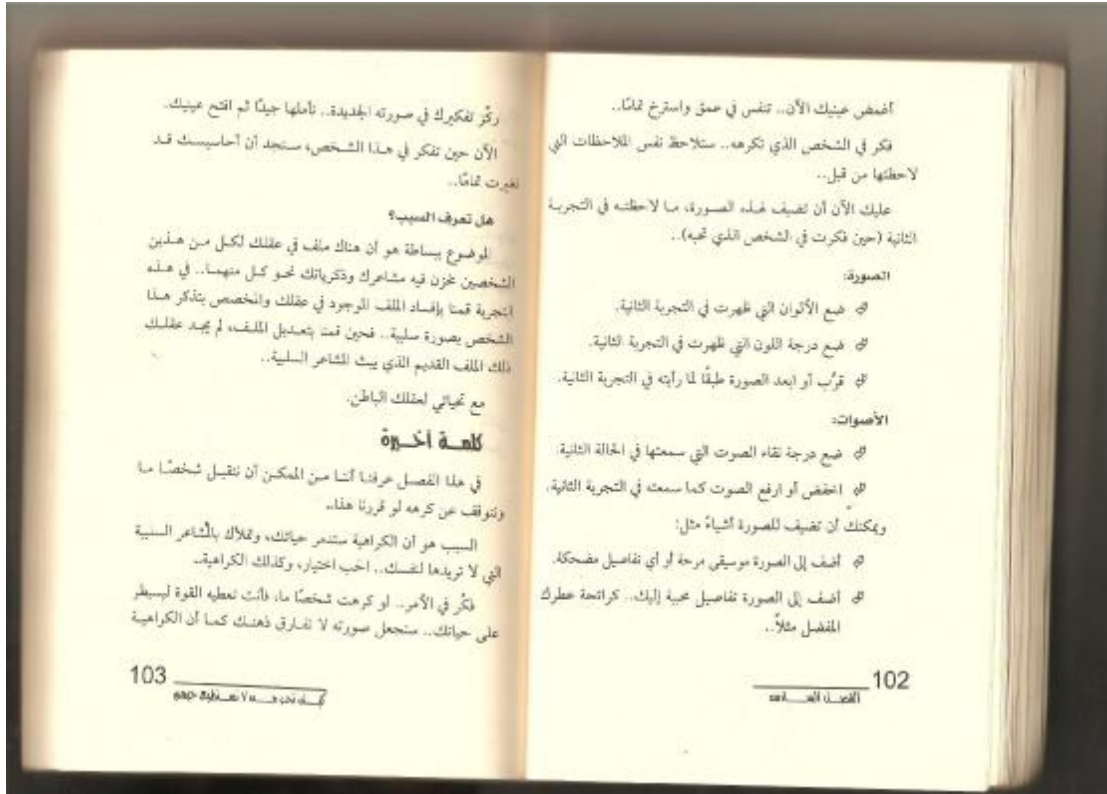 أغمض عينيك الآن.. تنفس في عمق واسترخ تمامًا..
فكر في الشخص الذي تكرهه.. ستلاحظ نفس الملاحظات التي
لاحظتها من قبل..
عليك الآن أن تضيف لهذه الصورة، ما لاحظته في التجربة
الثانية (حين فكرت في الشخص الذي تحبه)..
الصورة:
ضع الألوان التي ظهرت في التجربة الثانية.
ضع درجة اللون التي ظهرت في التجربة الثانية.
قرِّب أو ابعد الصورة طبقًا لما رأيته في التجربة الثانية.
الأصوات:
ضع درجة نقاء الصوت التي سمعتها في الحالة الثانية.
اخفض أو ارفع الصوت كما سمعته في التجربة الثانية.
ويمكنك أن تضيف للصورة أشياءً مثل:
أضف إلى الصورة موسيقى مرحة أو أي تفاصيل مضحكة.
أضف إلى الصورة تفاصيل محببة إليك.. كرائحة عطرك
المفضل مثلاً..
102
الفصل السادس
ركِّز تفكيرك في صورته الجديدة.. تأملها جيدًا ثم افتح عينيك.
الآن حين تفكر في هذا الشخص، ستجد أن أحاسيسك قد
تغيرت تمامًا..
هل تعرف السبب؟
الموضوع ببساطة هو أن هناك ملف في عقلك لكل من هذين
الشخصين تخزن فيه مشاعرك وذكرياتك نحو كل منهما.. في هذه
التجربة قمنا بإفساد الملف الموجود في عقلك والمخصص بتذكر هذا
الشخص بصورة سلبية.. فحين قمت بتعديل الملف، لم يجد عقلك
ذلك الملف القديم الذي يبث المشاعر السلبية..
مع تحياتي لعقلك الباطن.
كلمة أخيرة
في هذا الفصل عرفنا أننا من الممكن أن نتقبل شخصًا ما
ونتوقف عن كرهه لو قررنا هذا..
السبب هو أن الكراهية ستدمر حياتك، وتملأك بالمشاعر السلبية
التي لا تريدها لنفسك.. الحب اختيار، وكذلك الكراهية..
فكِّر في الأمر.. لو كرهت شخصًا ما، فأنت تعطيه القوة ليسيطر
على حياتك.. ستجعل صورته لا تفارق ذهنك كما أن الكراهية
103
كيف تحب من لا تستطيع حبهم